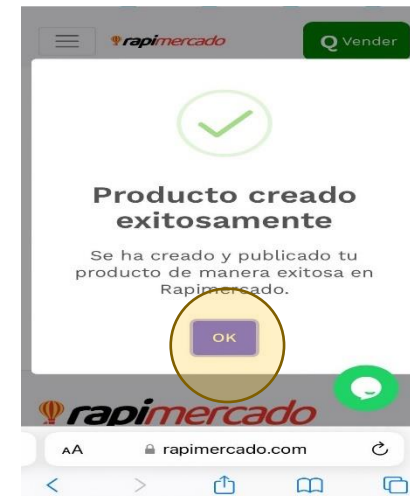 rapimercado
Q Vender
Producto creado
exitosamente
Se ha creado y publicado tu
producto de manera exitosa en
Rapimercado.
OK
rapimercado
AA rapimercado.com